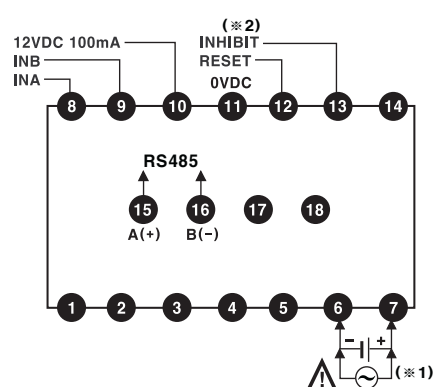 (※2)
12VDC 100mA INHIBIT
INB RESET
INA 0VDC
8 9 10 11 12 13 14
RS485
15 16 17 18
A(+) B(-)
1 2 3 4 5 6 7
- +
(※1)